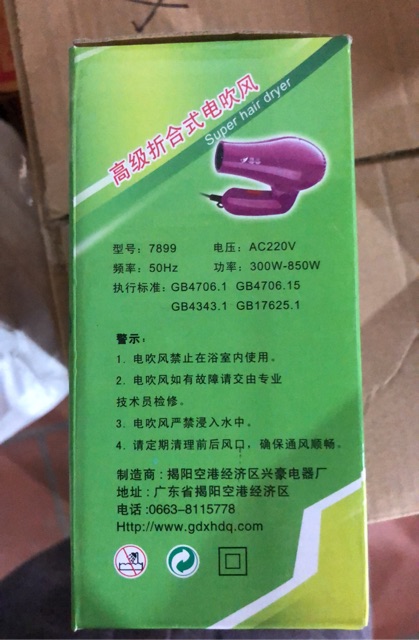 高级折合式电吹风
Super hair dryer
型号：7899 电压：AC220V
频率：50Hz 功率：300W-850W
执行标准：GB4706.1 GB4706.15
GB4343.1 GB17625.1
警示：
1．电吹风禁止在浴室内使用。
2．电吹风如有故障请交由专业
技术员检修。
3．电吹风严禁浸入水中。
4．请定期清理前后风口，确保通风顺畅。
制造商：揭阳空港经济区兴豪电器厂
地址：广东省揭阳空港经济区
电话:0663-8115778
Http://www.gdxhdq.com